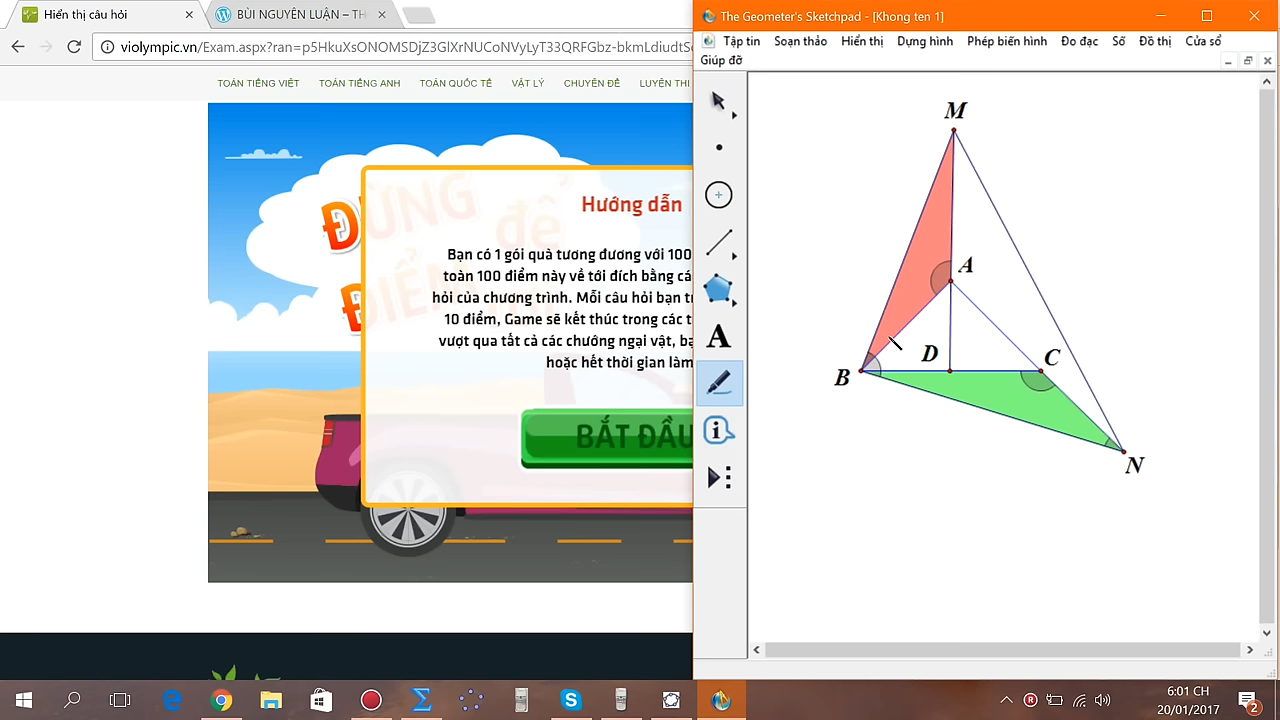 Hiển thị câu hỏi
BÙI NGUYÊN LUẬN – TH
The Geometer's Sketchpad - [Khong ten 1]
violympic.vn/Exam.aspx?ran=
Tập tin Soạn thảo Hiển thị Dựng hình Phép biến hình Đo đạc Số Đồ thị Cửa sổ
Giúp đỡ
TOÁN TIẾNG VIỆT TOÁN TIẾNG ANH TOÁN QUỐC TẾ VẬT LÝ CHUYÊN ĐỀ LUYỆN THI
ĐỪNG để
ĐIỂM
Hướng dẫn
Bạn có 1 gói quà tương đương với 100
toàn 100 điểm này về tới đích bằng cá
hỏi của chương trình. Mỗi câu hỏi bạn tr
10 điểm, Game sẽ kết thúc trong các t
vượt qua tất cả các chướng ngại vật, bạ
hoặc hết thời gian làm
BẮT ĐẦU
A
M
A
D
C
B
N
6:01 CH
20/01/2017
2